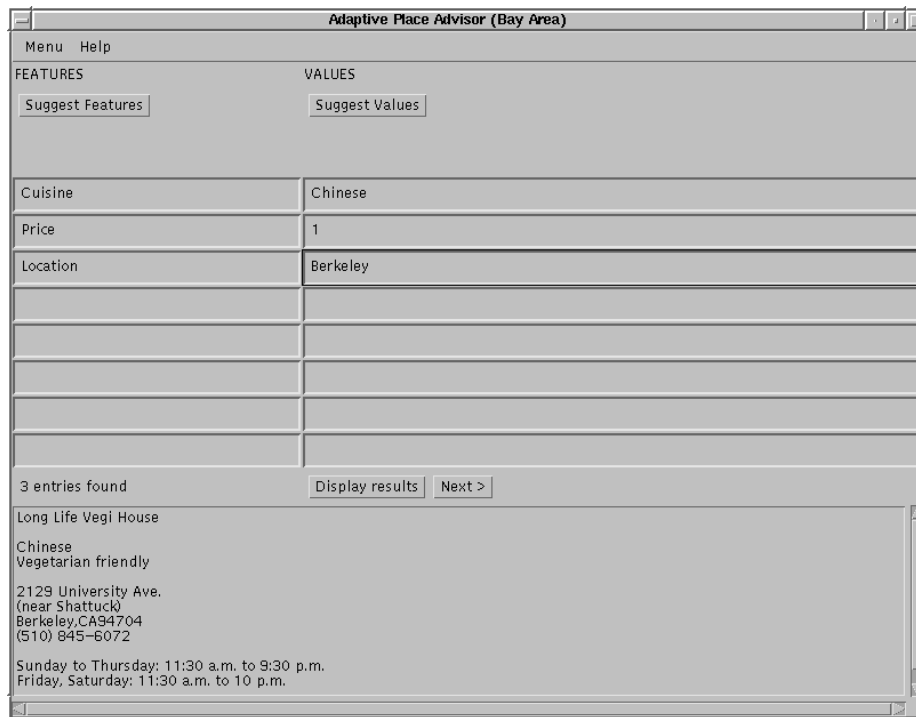 Adaptive Place Advisor (Bay Area)
Menu Help
FEATURES VALUES
Suggest Features Suggest Values
Cuisine Chinese
Price 1
Location Berkeley
3 entries found Display results Next >
Long Life Vegi House
Chinese
Vegetarian friendly
2129 University Ave.
(near Shattuck)
Berkeley,CA94704
(510) 845-6072
Sunday to Thursday: 11:30 a.m. to 9:30 p.m.
Friday, Saturday: 11:30 a.m. to 10 p.m.